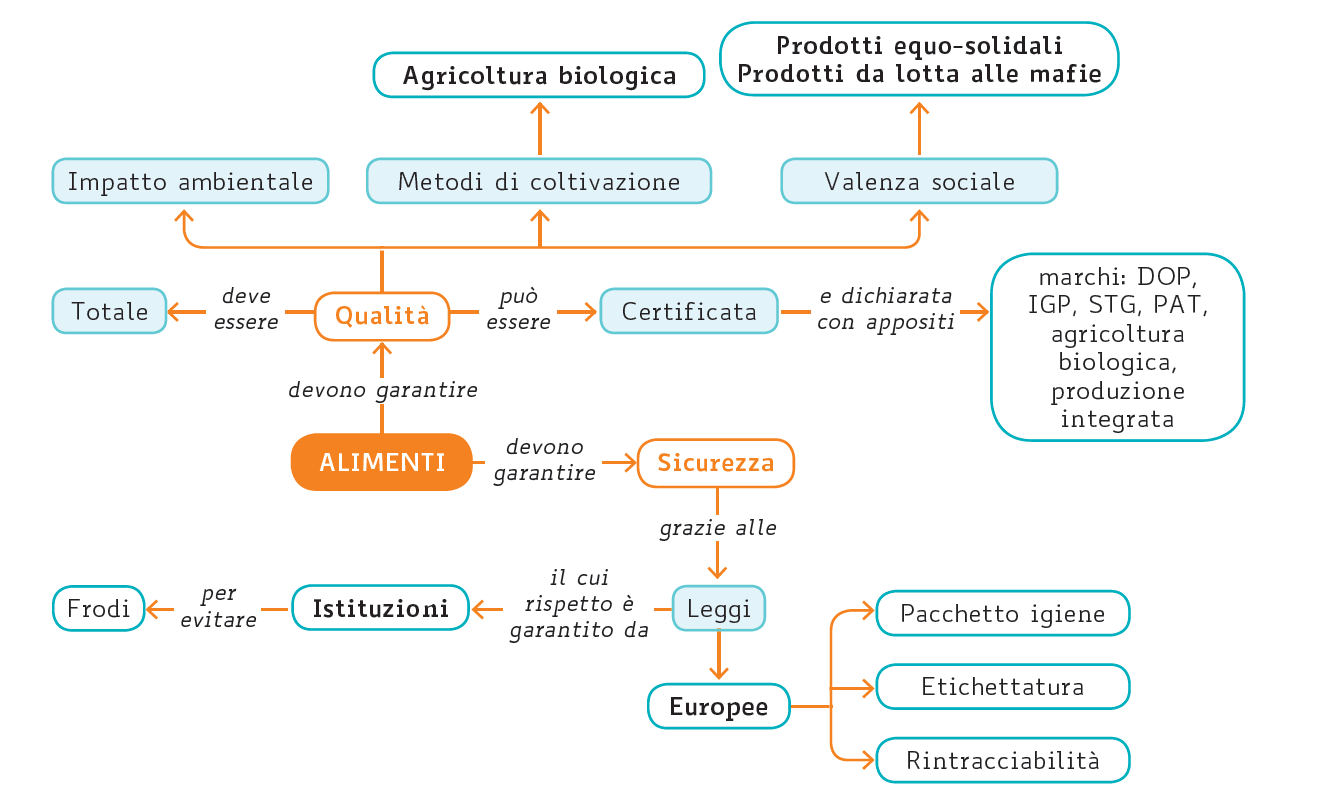 Prodotti equo-solidali
Prodotti da lotta alle mafie
Agricoltura biologica
Impatto ambientale
Metodi di coltivazione
Valenza sociale
Totale
deve
essere
Qualità
può
essere
Certificata
e dichiarata
con appositi
marchi: DOP,
IGP, STG, PAT,
agricoltura
biologica,
produzione
integrata
devono garantire
ALIMENTI
devono
garantire
Sicurezza
grazie alle
Frodi
per
evitare
Istituzioni
il cui
rispetto è
garantito da
Leggi
Europee
Pacchetto igiene
Etichettatura
Rintracciabilità